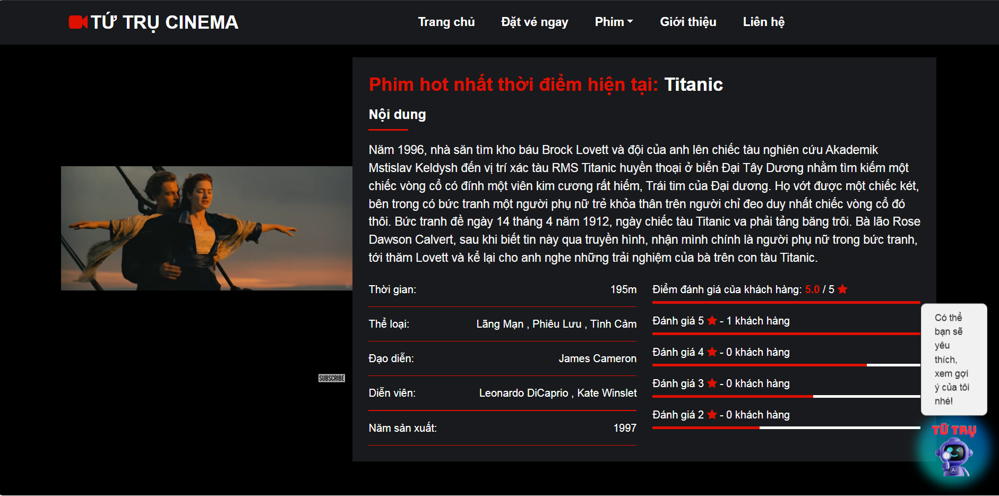 TỨ TRỤ CINEMA
Trang chủ
Đặt vé ngay
Phim
Giới thiệu
Liên hệ
Phim hot nhất thời điểm hiện tại: Titanic
Nội dung
Năm 1996, nhà săn tìm kho báu Brock Lovett và đội của anh lên chiếc tàu nghiên cứu Akademik
Mstislav Keldysh đến vị trí xác tàu RMS Titanic huyền thoại ở biển Đại Tây Dương nhằm tìm kiếm một
chiếc vòng cổ có đính một viên kim cương rất hiếm, Trái tim của Đại dương. Họ vớt được một chiếc két,
bên trong có bức tranh một người phụ nữ trẻ khỏa thân trên người chỉ đeo duy nhất chiếc vòng cổ đó
thôi. Bức tranh đề ngày 14 tháng 4 năm 1912, ngày chiếc tàu Titanic va phải tảng băng trôi. Bà lão Rose
Dawson Calvert, sau khi biết tin này qua truyền hình, nhận mình chính là người phụ nữ trong bức tranh,
tới thăm Lovett và kể lại cho anh nghe những trải nghiệm của bà trên con tàu Titanic.
Thời gian: 195m
Thể loại: Lãng Mạn , Phiêu Lưu , Tình Cảm
Đạo diễn: James Cameron
Diễn viên: Leonardo DiCaprio , Kate Winslet
Năm sản xuất: 1997
Điểm đánh giá của khách hàng: 5.0 / 5 ★
Đánh giá 5 ★ - 1 khách hàng
Đánh giá 4 ★ - 0 khách hàng
Đánh giá 3 ★ - 0 khách hàng
Đánh giá 2 ★ - 0 khách hàng
SUBSCRIBE
Có thể
bạn sẽ
yêu
thích,
xem gợi
ý của tôi
nhé!
TỨ TRỤ
AI